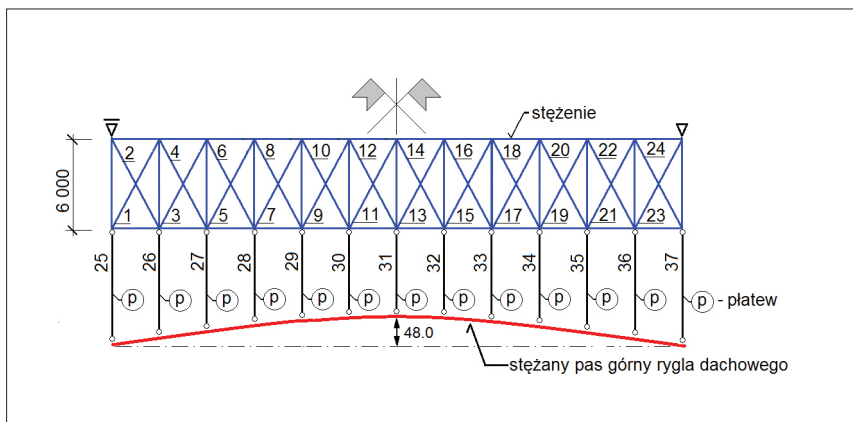 stężenie
2 4 6 8 10 12 14 16 18 20 22 24
6 000
1 3 5 7 9 11 13 15 17 19 21 23
25 26 27 28 29 30 31 32 33 34 35 36 37
p p p p p p p p p p p p p - płatew
48.0
stężany pas górny rygla dachowego